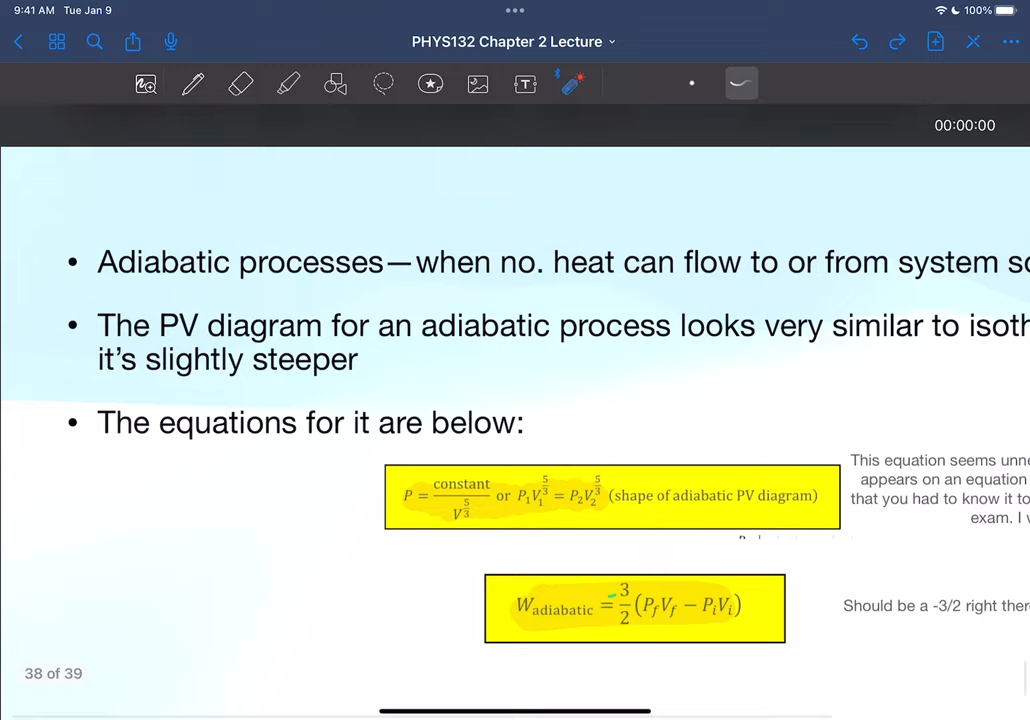 9:41 AM Tue Jan 9
100%
PHYS132 Chapter 2 Lecture
00:00:00
• Adiabatic processes—when no. heat can flow to or from system
• The PV diagram for an adiabatic process looks very similar to
it's slightly steeper
• The equations for it are below:
P = constant / V^(5/3) or P₁V₁^(5/3) = P₂V₂^(5/3) (shape of adiabatic PV diagram)
This equation seems
appears on an equation
that you had to know it to
exam. I
W_adiabatic = 3/2 (P_f V_f − P_i V_i)
Should be a -3/2 right
38 of 39